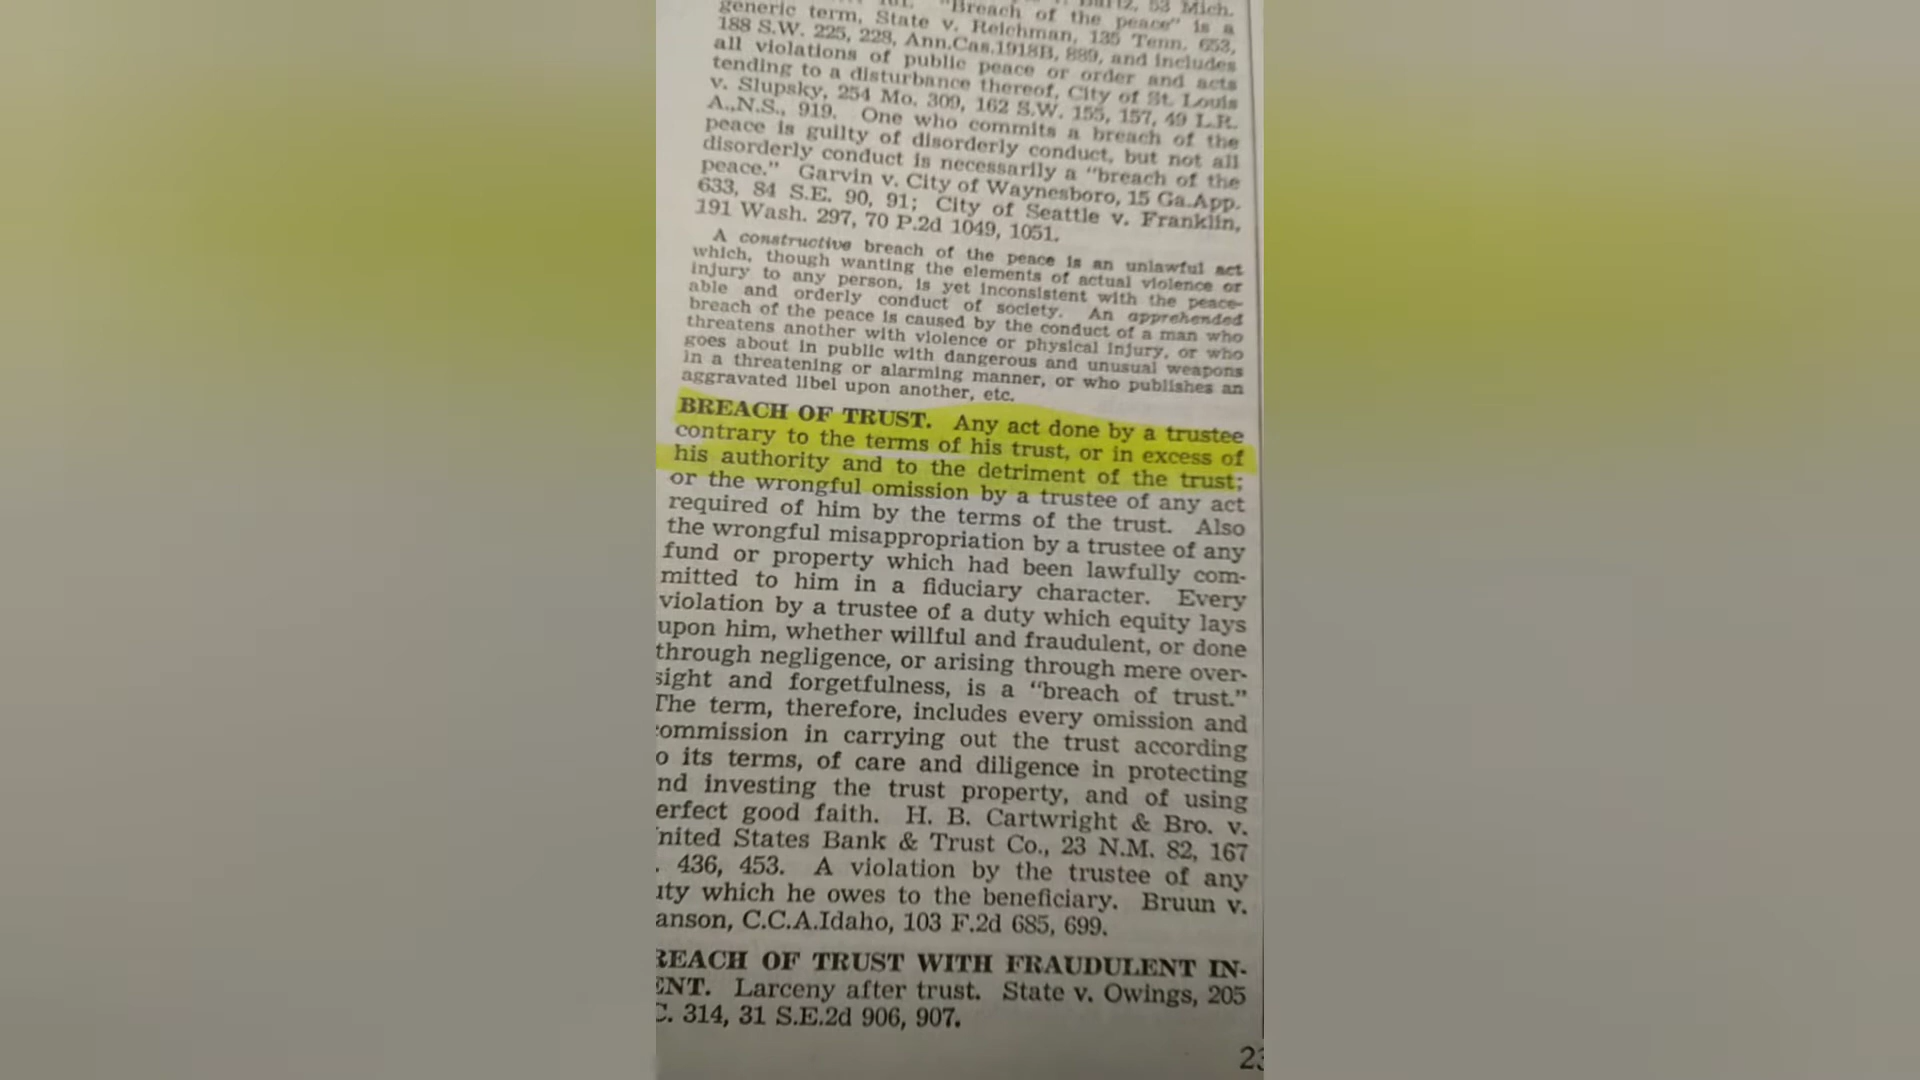 Bartz, 53 Mich.
181. "Breach of the peace" is a
generic term, State v. Reichman, 135 Tenn. 653,
188 S.W. 225, 228, Ann.Cas.1918B, 889, and includes
all violations of public peace or order and acts
tending to a disturbance thereof, City of St. Louis
v. Slupsky, 254 Mo. 309, 162 S.W. 155, 157, 49 L.R.
A.,N.S., 919. One who commits a breach of the
peace is guilty of disorderly conduct, but not all
disorderly conduct is necessarily a "breach of the
peace." Garvin v. City of Waynesboro, 15 Ga.App.
633, 84 S.E. 90, 91; City of Seattle v. Franklin,
191 Wash. 297, 70 P.2d 1049, 1051.
A constructive breach of the peace is an unlawful act
which, though wanting the elements of actual violence or
injury to any person, is yet inconsistent with the peace-
able and orderly conduct of society. An apprehended
breach of the peace is caused by the conduct of a man who
threatens another with violence or physical injury, or who
goes about in public with dangerous and unusual weapons
in a threatening or alarming manner, or who publishes an
aggravated libel upon another, etc.
BREACH OF TRUST. Any act done by a trustee
contrary to the terms of his trust, or in excess of
his authority and to the detriment of the trust;
or the wrongful omission by a trustee of any act
required of him by the terms of the trust. Also
the wrongful misappropriation by a trustee of any
fund or property which had been lawfully com-
mitted to him in a fiduciary character. Every
violation by a trustee of a duty which equity lays
upon him, whether willful and fraudulent, or done
through negligence, or arising through mere over-
sight and forgetfulness, is a "breach of trust."
The term, therefore, includes every omission and
ommission in carrying out the trust according
o its terms, of care and diligence in protecting
nd investing the trust property, and of using
erfect good faith. H. B. Cartwright & Bro. v.
nited States Bank & Trust Co., 23 N.M. 82, 167
. 436, 453. A violation by the trustee of any
uty which he owes to the beneficiary. Bruun v.
anson, C.C.A.Idaho, 103 F.2d 685, 699.
REACH OF TRUST WITH FRAUDULENT IN-
ENT. Larceny after trust. State v. Owings, 205
C. 314, 31 S.E.2d 906, 907.
23